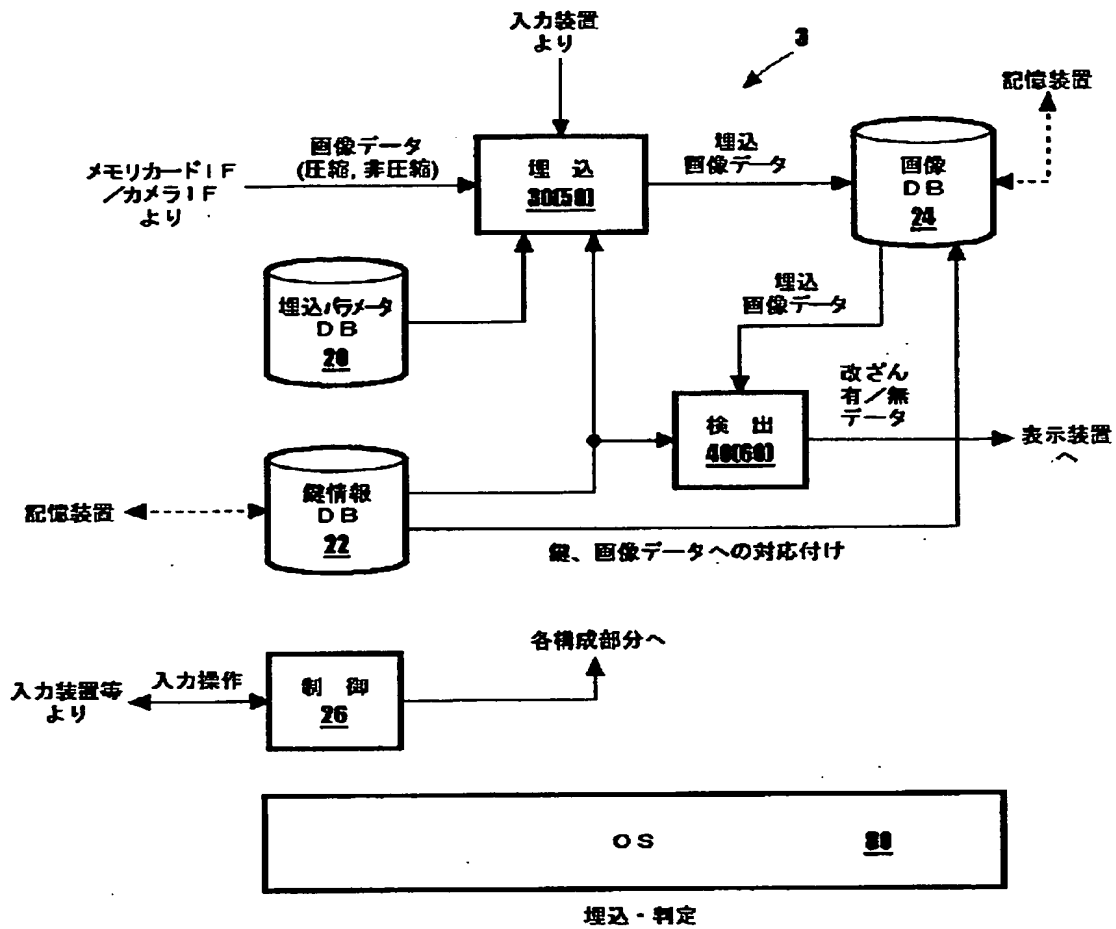 入力装置
より
3
記憶装置
画像データ
(圧縮,非圧縮)
メモリカードIF
/カメラIF
より
埋 込
30(50)
埋込
画像データ
画像
DB
24
埋込パラメータ
DB
20
埋込
画像データ
改ざん
有/無
データ
検 出
40(60)
表示装置
へ
記憶装置
鍵情報
DB
22
鍵、画像データへの対応付け
各構成部分へ
入力装置等
より
入力操作
制 御
26
OS
埋込・判定